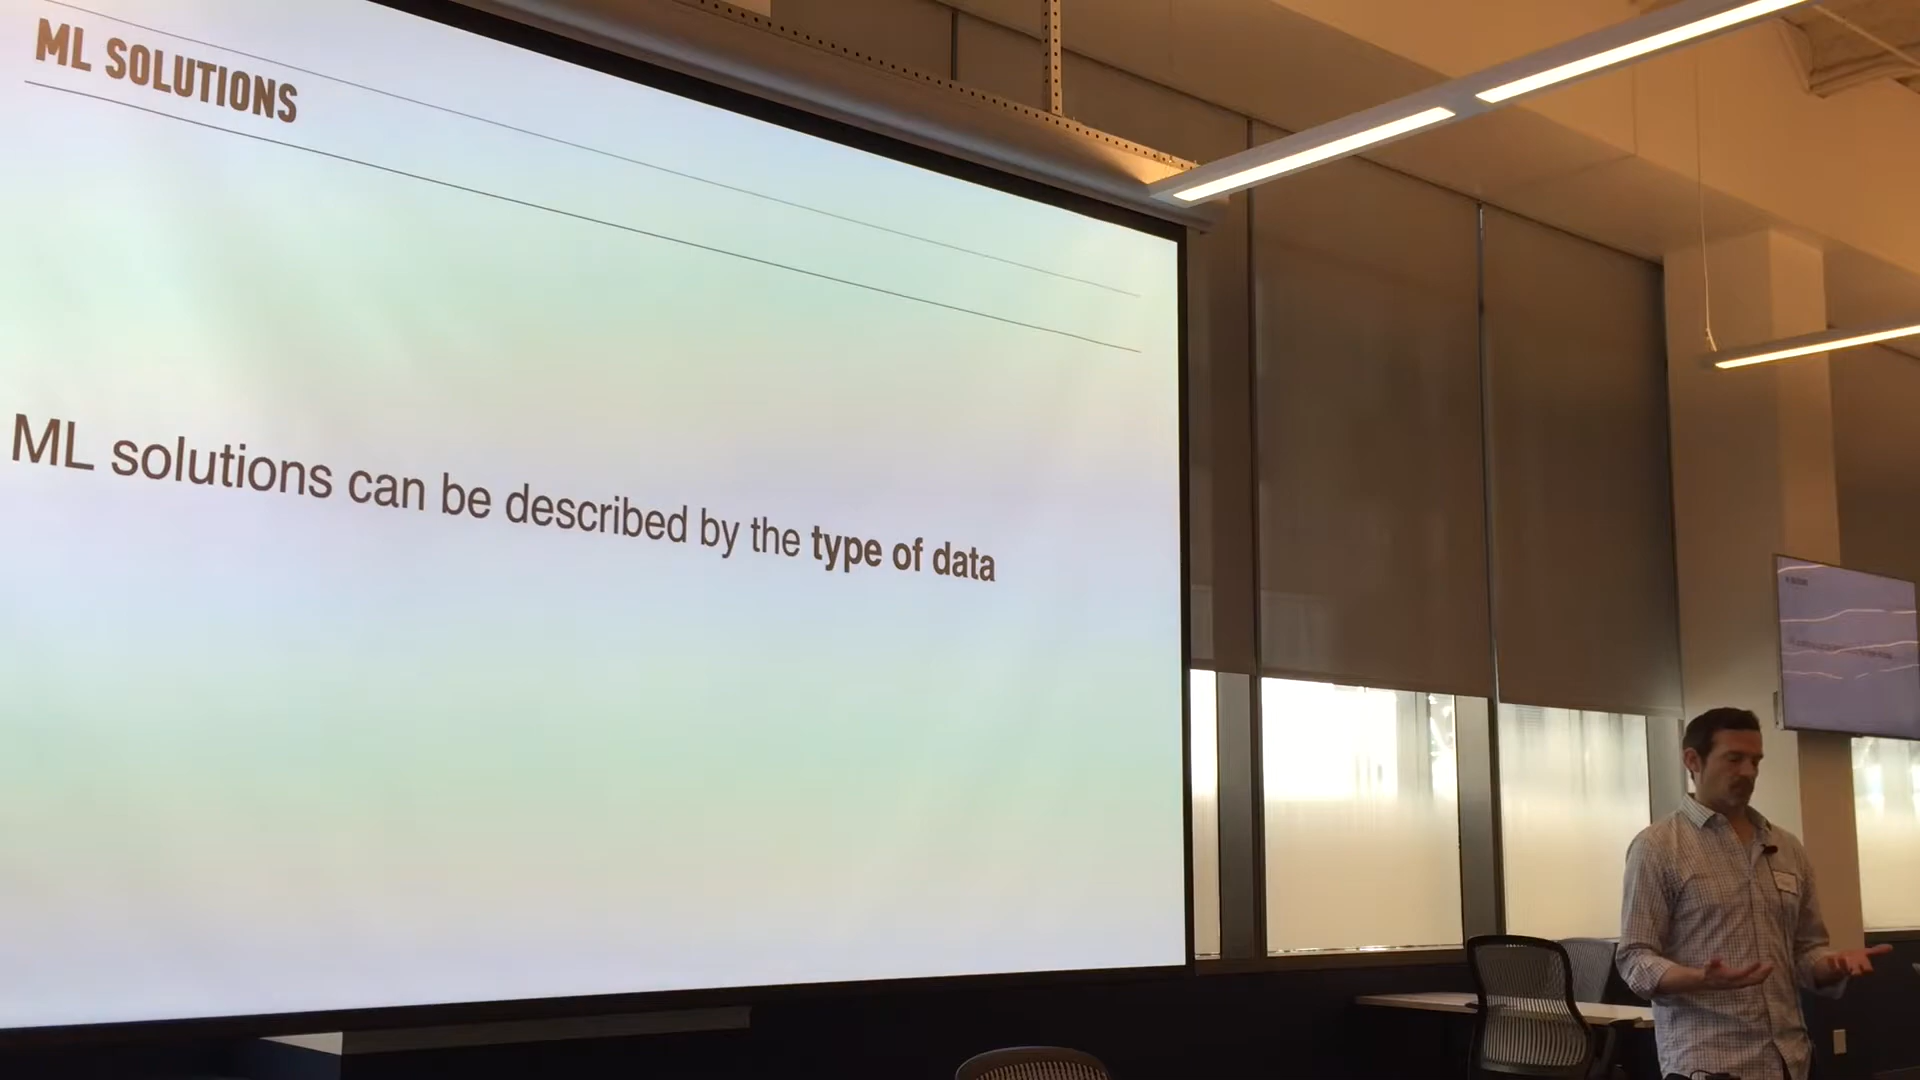 ML SOLUTIONS
ML solutions can be described by the type of data